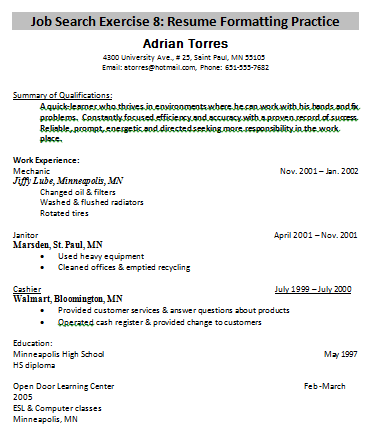 Job Search Exercise 8: Resume Formatting Practice
Adrian Torres
4300 University Ave., # 25, Saint Paul, MN 55105
Email: atorres@hotmail.com, Phone: 651-555-7682
Summary of Qualifications:
A quick-learner who thrives in environments where he can work with his hands and fix
problems. Constantly focused efficiency and accuracy with a proven record of success.
Reliable, prompt, energetic and directed seeking more responsibility in the work
place.
Work Experience:
Mechanic Nov. 2001 – Jan. 2002
Jiffy Lube, Minneapolis, MN
Changed oil & filters
Washed & flushed radiators
Rotated tires
Janitor April 2001 – Nov. 2001
Marsden, St. Paul, MN
• Used heavy equipment
• Cleaned offices and emptied recycling
Cashier July 1999 – July 2000
Walmart, Bloomington, MN
• Provided customer services & answer questions about products
• Operated cash register & provided change to customers
Education:
Minneapolis High School May 1997
HS diploma
Open Door Learning Center Feb -March
2005
ESL & Computer classes
Minneapolis, MN